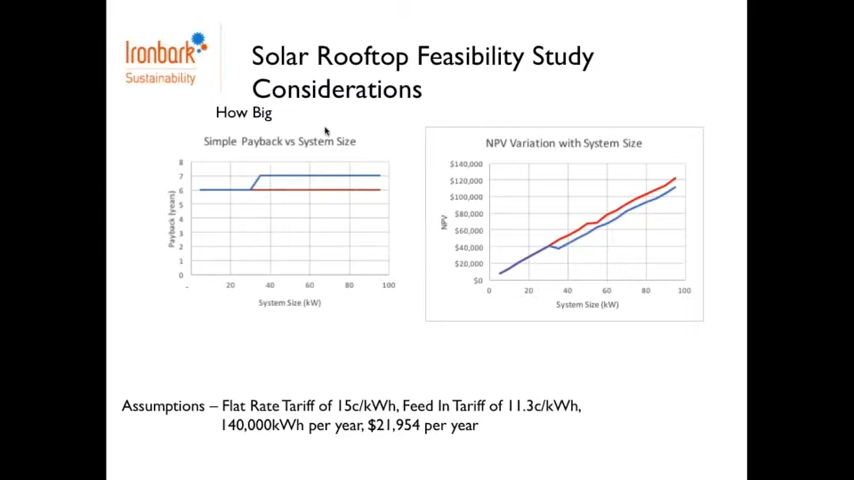 Ironbark
Sustainability
Solar Rooftop Feasibility Study
Considerations
How Big
Simple Payback vs System Size
8
7
6
5
4
3
2
1
0
Payback (years)
-
20
40
60
80
100
System Size (kW)
NPV Variation with System Size
$140,000
$120,000
$100,000
$80,000
$60,000
$40,000
$20,000
$0
NPV
0
20
40
60
80
100
System Size (kW)
Assumptions – Flat Rate Tariff of 15c/kWh, Feed In Tariff of 11.3c/kWh,
140,000kWh per year, $21,954 per year